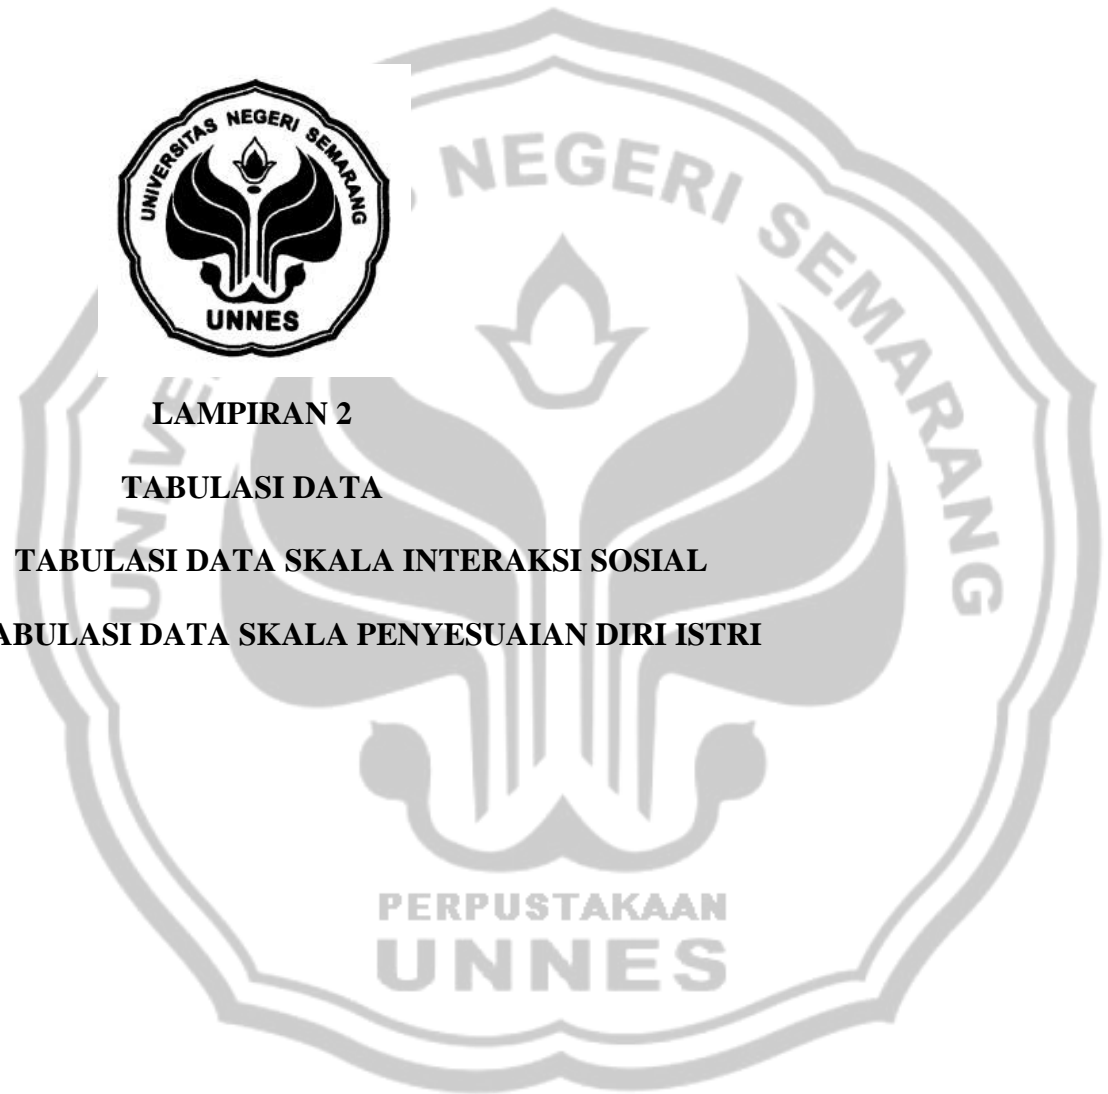 UNIVERSITAS NEGERI SEMARANG
UNNES
LAMPIRAN 2
TABULASI DATA
TABULASI DATA SKALA INTERAKSI SOSIAL
ABULASI DATA SKALA PENYESUAIAN DIRI ISTRI
UNIVE NEGERI SEMARANG
PERPUSTAKAAN
UNNES